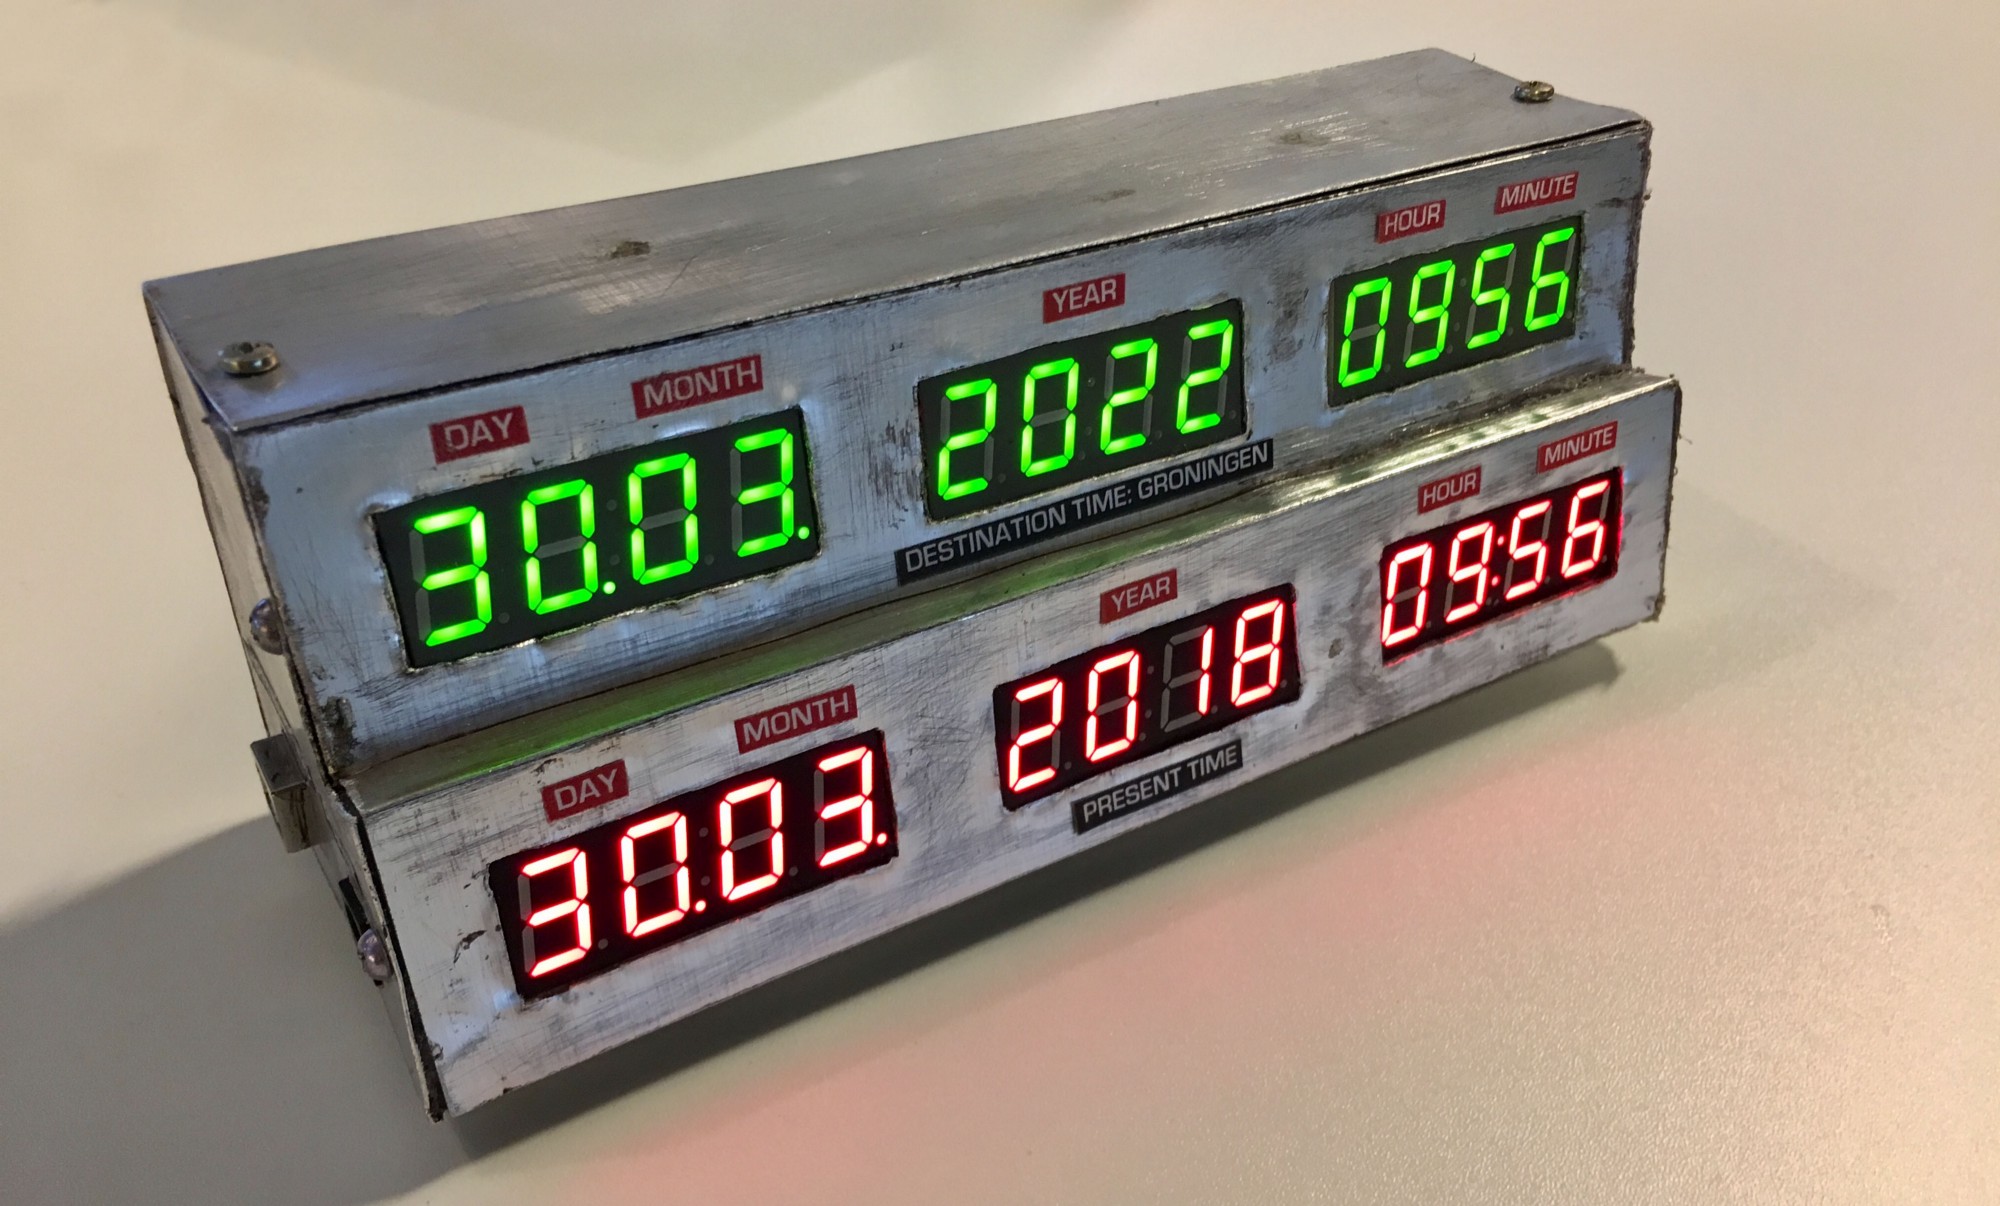 DAY MONTH YEAR HOUR MINUTE
30.03. 2022 0956
DESTINATION TIME: GRONINGEN
DAY MONTH YEAR HOUR MINUTE
30.03. 2018 09:56
PRESENT TIME